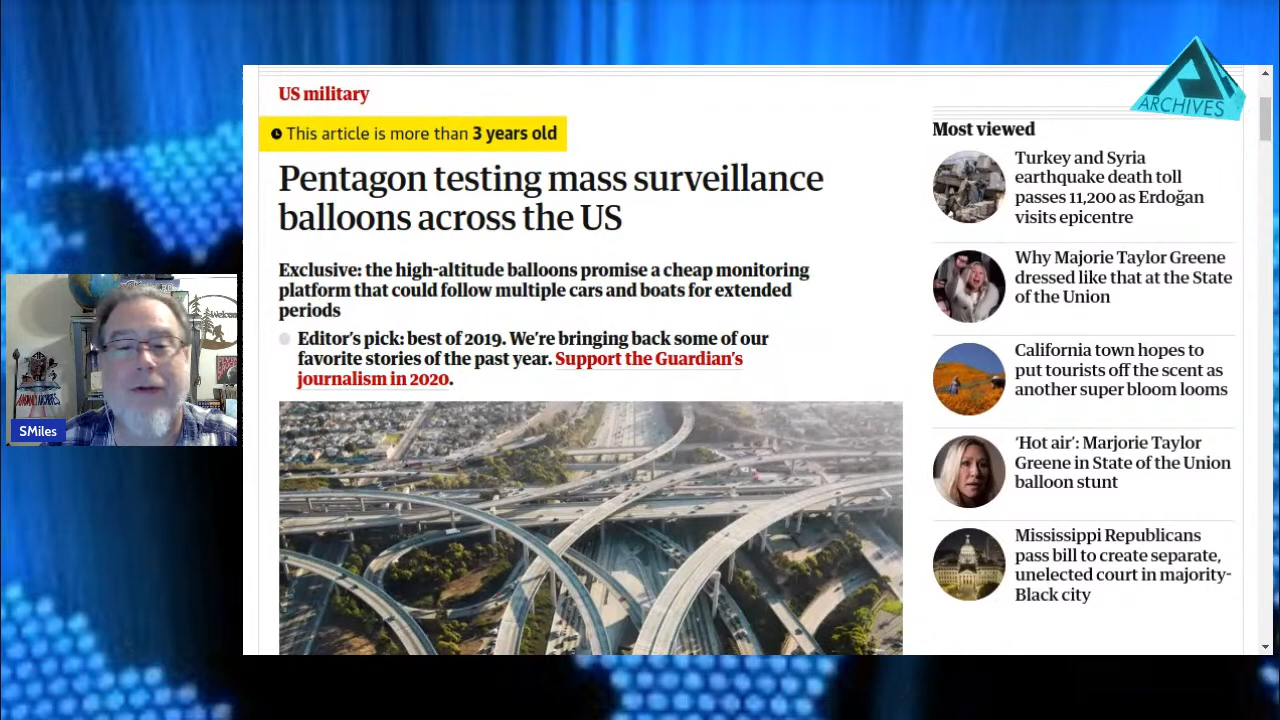 US military
This article is more than 3 years old
Pentagon testing mass surveillance
balloons across the US
Exclusive: the high-altitude balloons promise a cheap monitoring
platform that could follow multiple cars and boats for extended
periods
Editor's pick: best of 2019. We're bringing back some of our
favorite stories of the past year. Support the Guardian's
journalism in 2020.
ARCHIVES
Most viewed
Turkey and Syria
earthquake death toll
passes 11,200 as Erdoğan
visits epicentre
Why Majorie Taylor Greene
dressed like that at the State
of the Union
California town hopes to
put tourists off the scent as
another super bloom looms
'Hot air': Marjorie Taylor
Greene in State of the Union
balloon stunt
Mississippi Republicans
pass bill to create separate,
unelected court in majority-
Black city
Welcome
SMiles